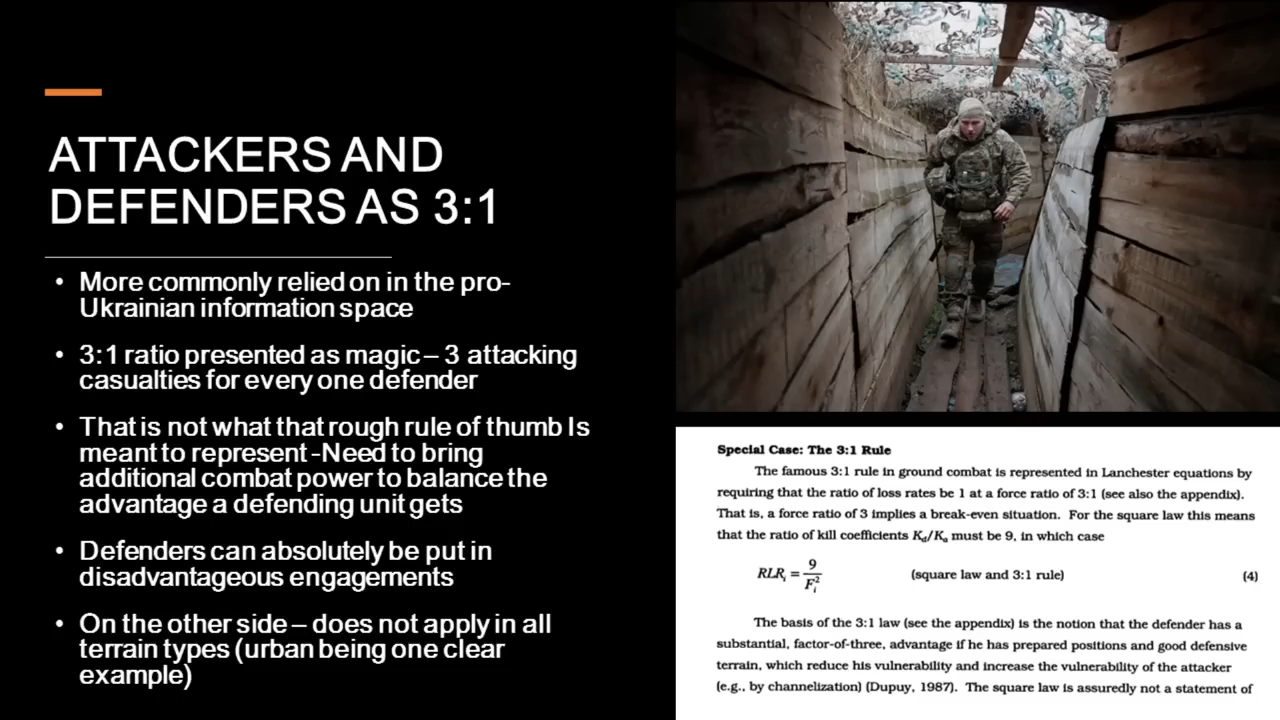 ATTACKERS AND
DEFENDERS AS 3:1
• More commonly relied on in the pro-
Ukrainian information space
• 3:1 ratio presented as magic – 3 attacking
casualties for every one defender
• That is not what that rough rule of thumb Is
meant to represent -Need to bring
additional combat power to balance the
advantage a defending unit gets
• Defenders can absolutely be put in
disadvantageous engagements
• On the other side – does not apply in all
terrain types (urban being one clear
example)
Special Case: The 3:1 Rule
The famous 3:1 rule in ground combat is represented in Lanchester equations by
requiring that the ratio of loss rates be 1 at a force ratio of 3:1 (see also the appendix).
That is, a force ratio of 3 implies a break-even situation. For the square law this means
that the ratio of kill coefficients K_d/K_a must be 9, in which case
RLR_i = 9/F_i^2 (square law and 3:1 rule) (4)
The basis of the 3:1 law (see the appendix) is the notion that the defender has a
substantial, factor-of-three, advantage if he has prepared positions and good defensive
terrain, which reduce his vulnerability and increase the vulnerability of the attacker
(e.g., by channelization) (Dupuy, 1987). The square law is assuredly not a statement of